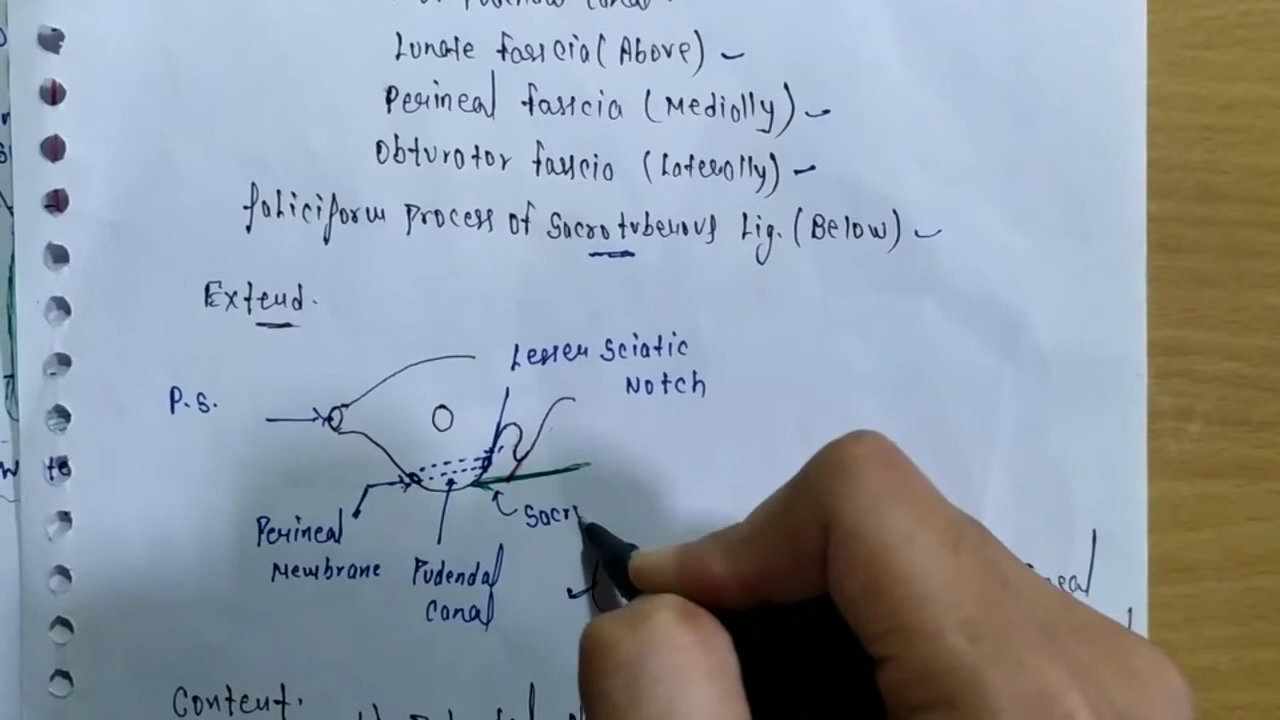 Lunate fascia (Above)
Perineal fascia (Medially)
Obturator fascia (Laterally)
faliciform process of Sacrotuberous Lig. (Below)
Extend.
Lesser Sciatic
Notch
P.S.
Sacr
Perineal
Membrane
Pudendal
Canal
Content.